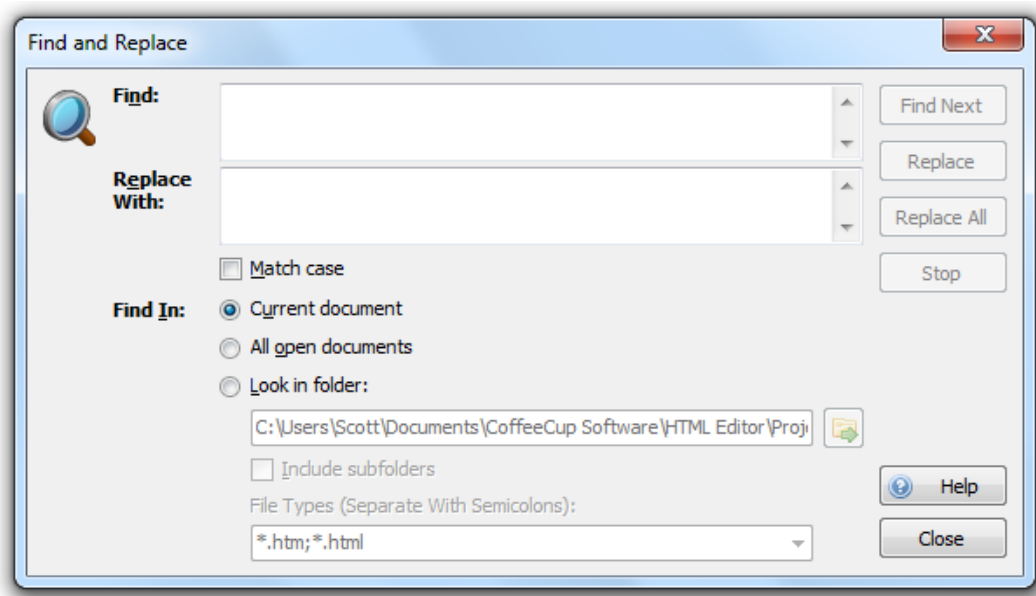 Find and Replace
Find:
Find Next
Replace
With:
Replace
Replace All
Match case
Stop
Find In:
Current document
All open documents
Look in folder:
C:\Users\Scott\Documents\CoffeeCup Software\HTML Editor\Proj
Include subfolders
Help
File Types (Separate With Semicolons):
*.htm;*.html
Close